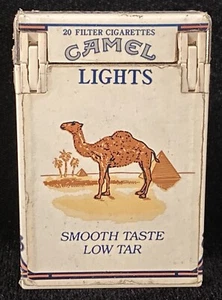 20 FILTER CIGARETTES
CAMEL
LIGHTS
SMOOTH TASTE
LOW TAR